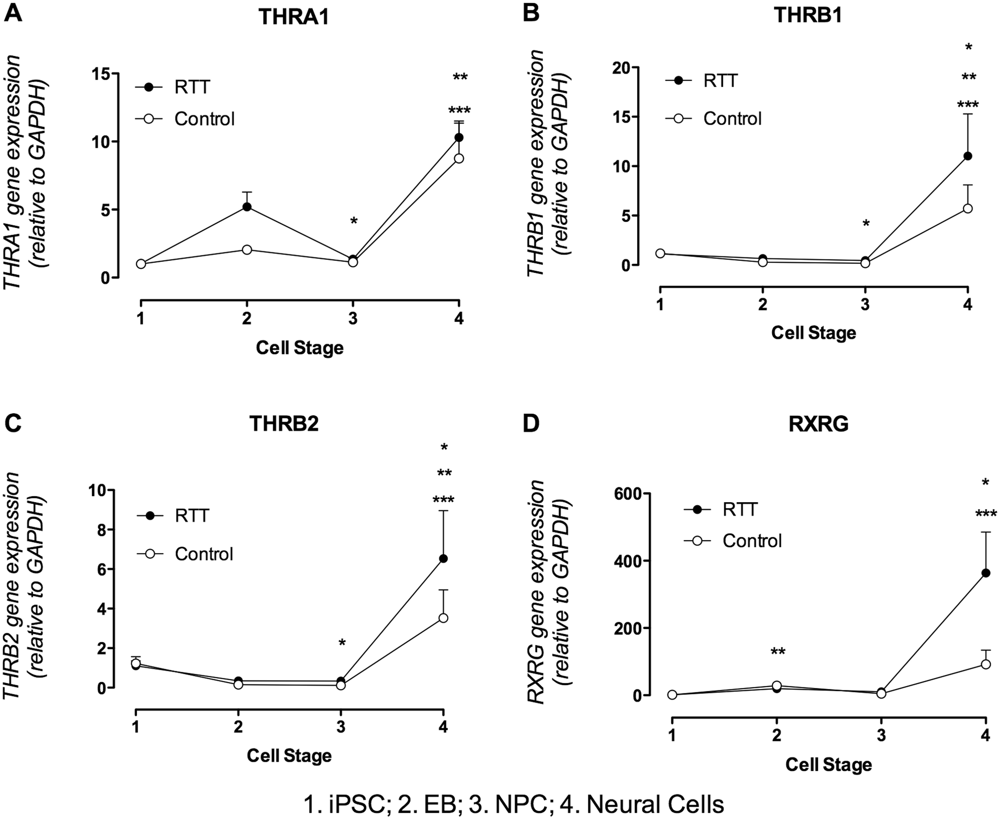 A
THRA1
THRA1 gene expression
(relative to GAPDH)
15
10
5
0
RTT
Control
*
**
***
1 2 3 4
Cell Stage
B
THRB1
THRB1 gene expression
(relative to GAPDH)
20
15
10
5
0
RTT
Control
*
*
**
***
1 2 3 4
Cell Stage
C
THRB2
THRB2 gene expression
(relative to GAPDH)
10
8
6
4
2
0
RTT
Control
*
*
**
***
1 2 3 4
Cell Stage
D
RXRG
RXRG gene expression
(relative to GAPDH)
600
400
200
0
RTT
Control
**
*
***
1 2 3 4
Cell Stage
1. iPSC; 2. EB; 3. NPC; 4. Neural Cells